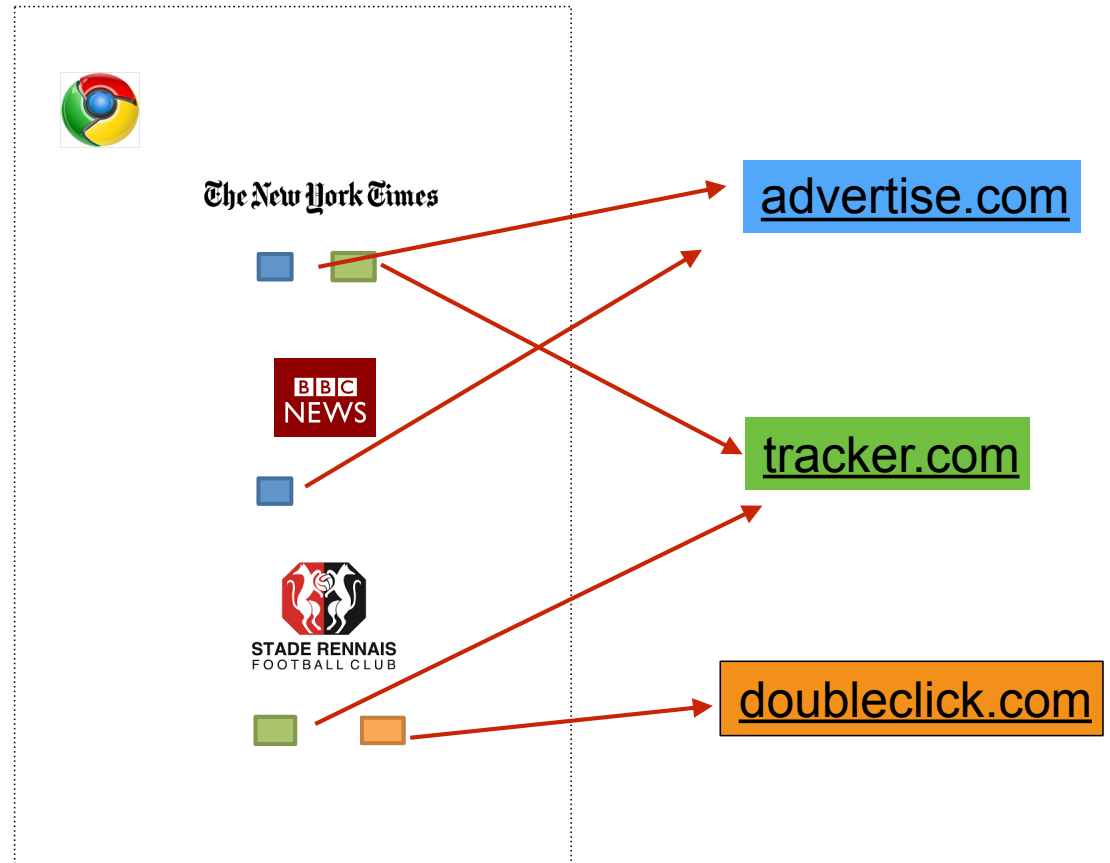 The New York Times
advertise.com
BBC
NEWS
tracker.com
STADE RENNAIS
FOOTBALL CLUB
doubleclick.com